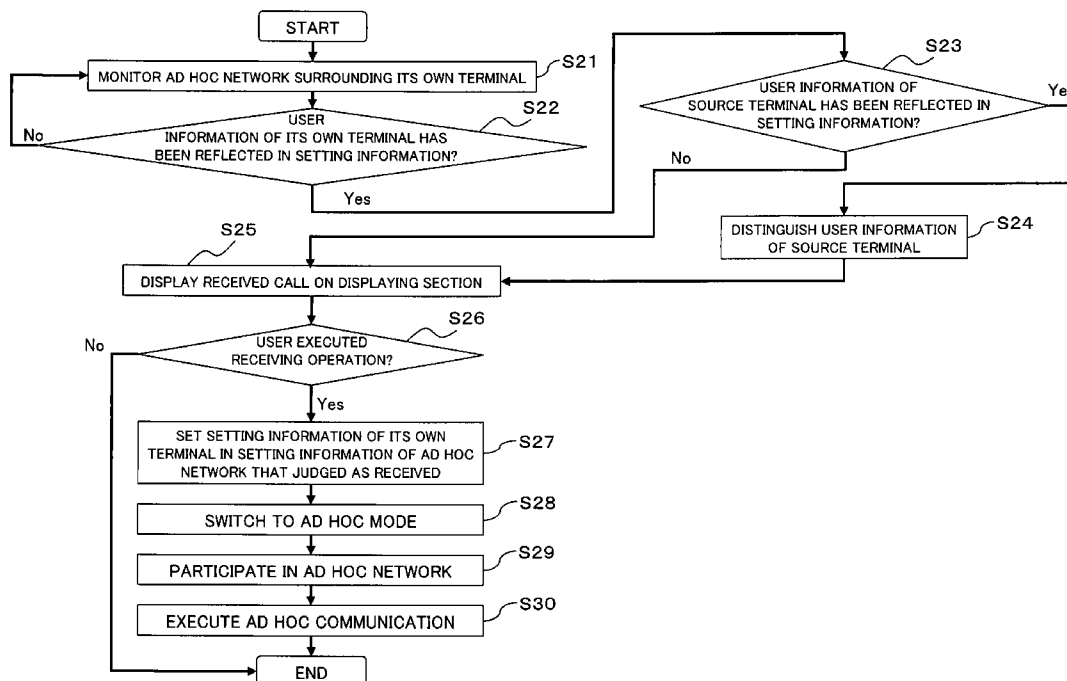 START
S21
MONITOR AD HOC NETWORK SURROUNDING ITS OWN TERMINAL
S22
USER
INFORMATION OF ITS OWN TERMINAL HAS
BEEN REFLECTED IN SETTING INFORMATION?
No
Yes
S23
USER INFORMATION OF
SOURCE TERMINAL HAS BEEN REFLECTED IN
SETTING INFORMATION?
Yes
No
S24
DISTINGUISH USER INFORMATION
OF SOURCE TERMINAL
S25
DISPLAY RECEIVED CALL ON DISPLAYING SECTION
S26
USER EXECUTED
RECEIVING OPERATION?
No
Yes
SET SETTING INFORMATION OF ITS OWN
TERMINAL IN SETTING INFORMATION OF AD HOC
NETWORK THAT JUDGED AS RECEIVED
S27
S28
SWITCH TO AD HOC MODE
S29
PARTICIPATE IN AD HOC NETWORK
S30
EXECUTE AD HOC COMMUNICATION
END